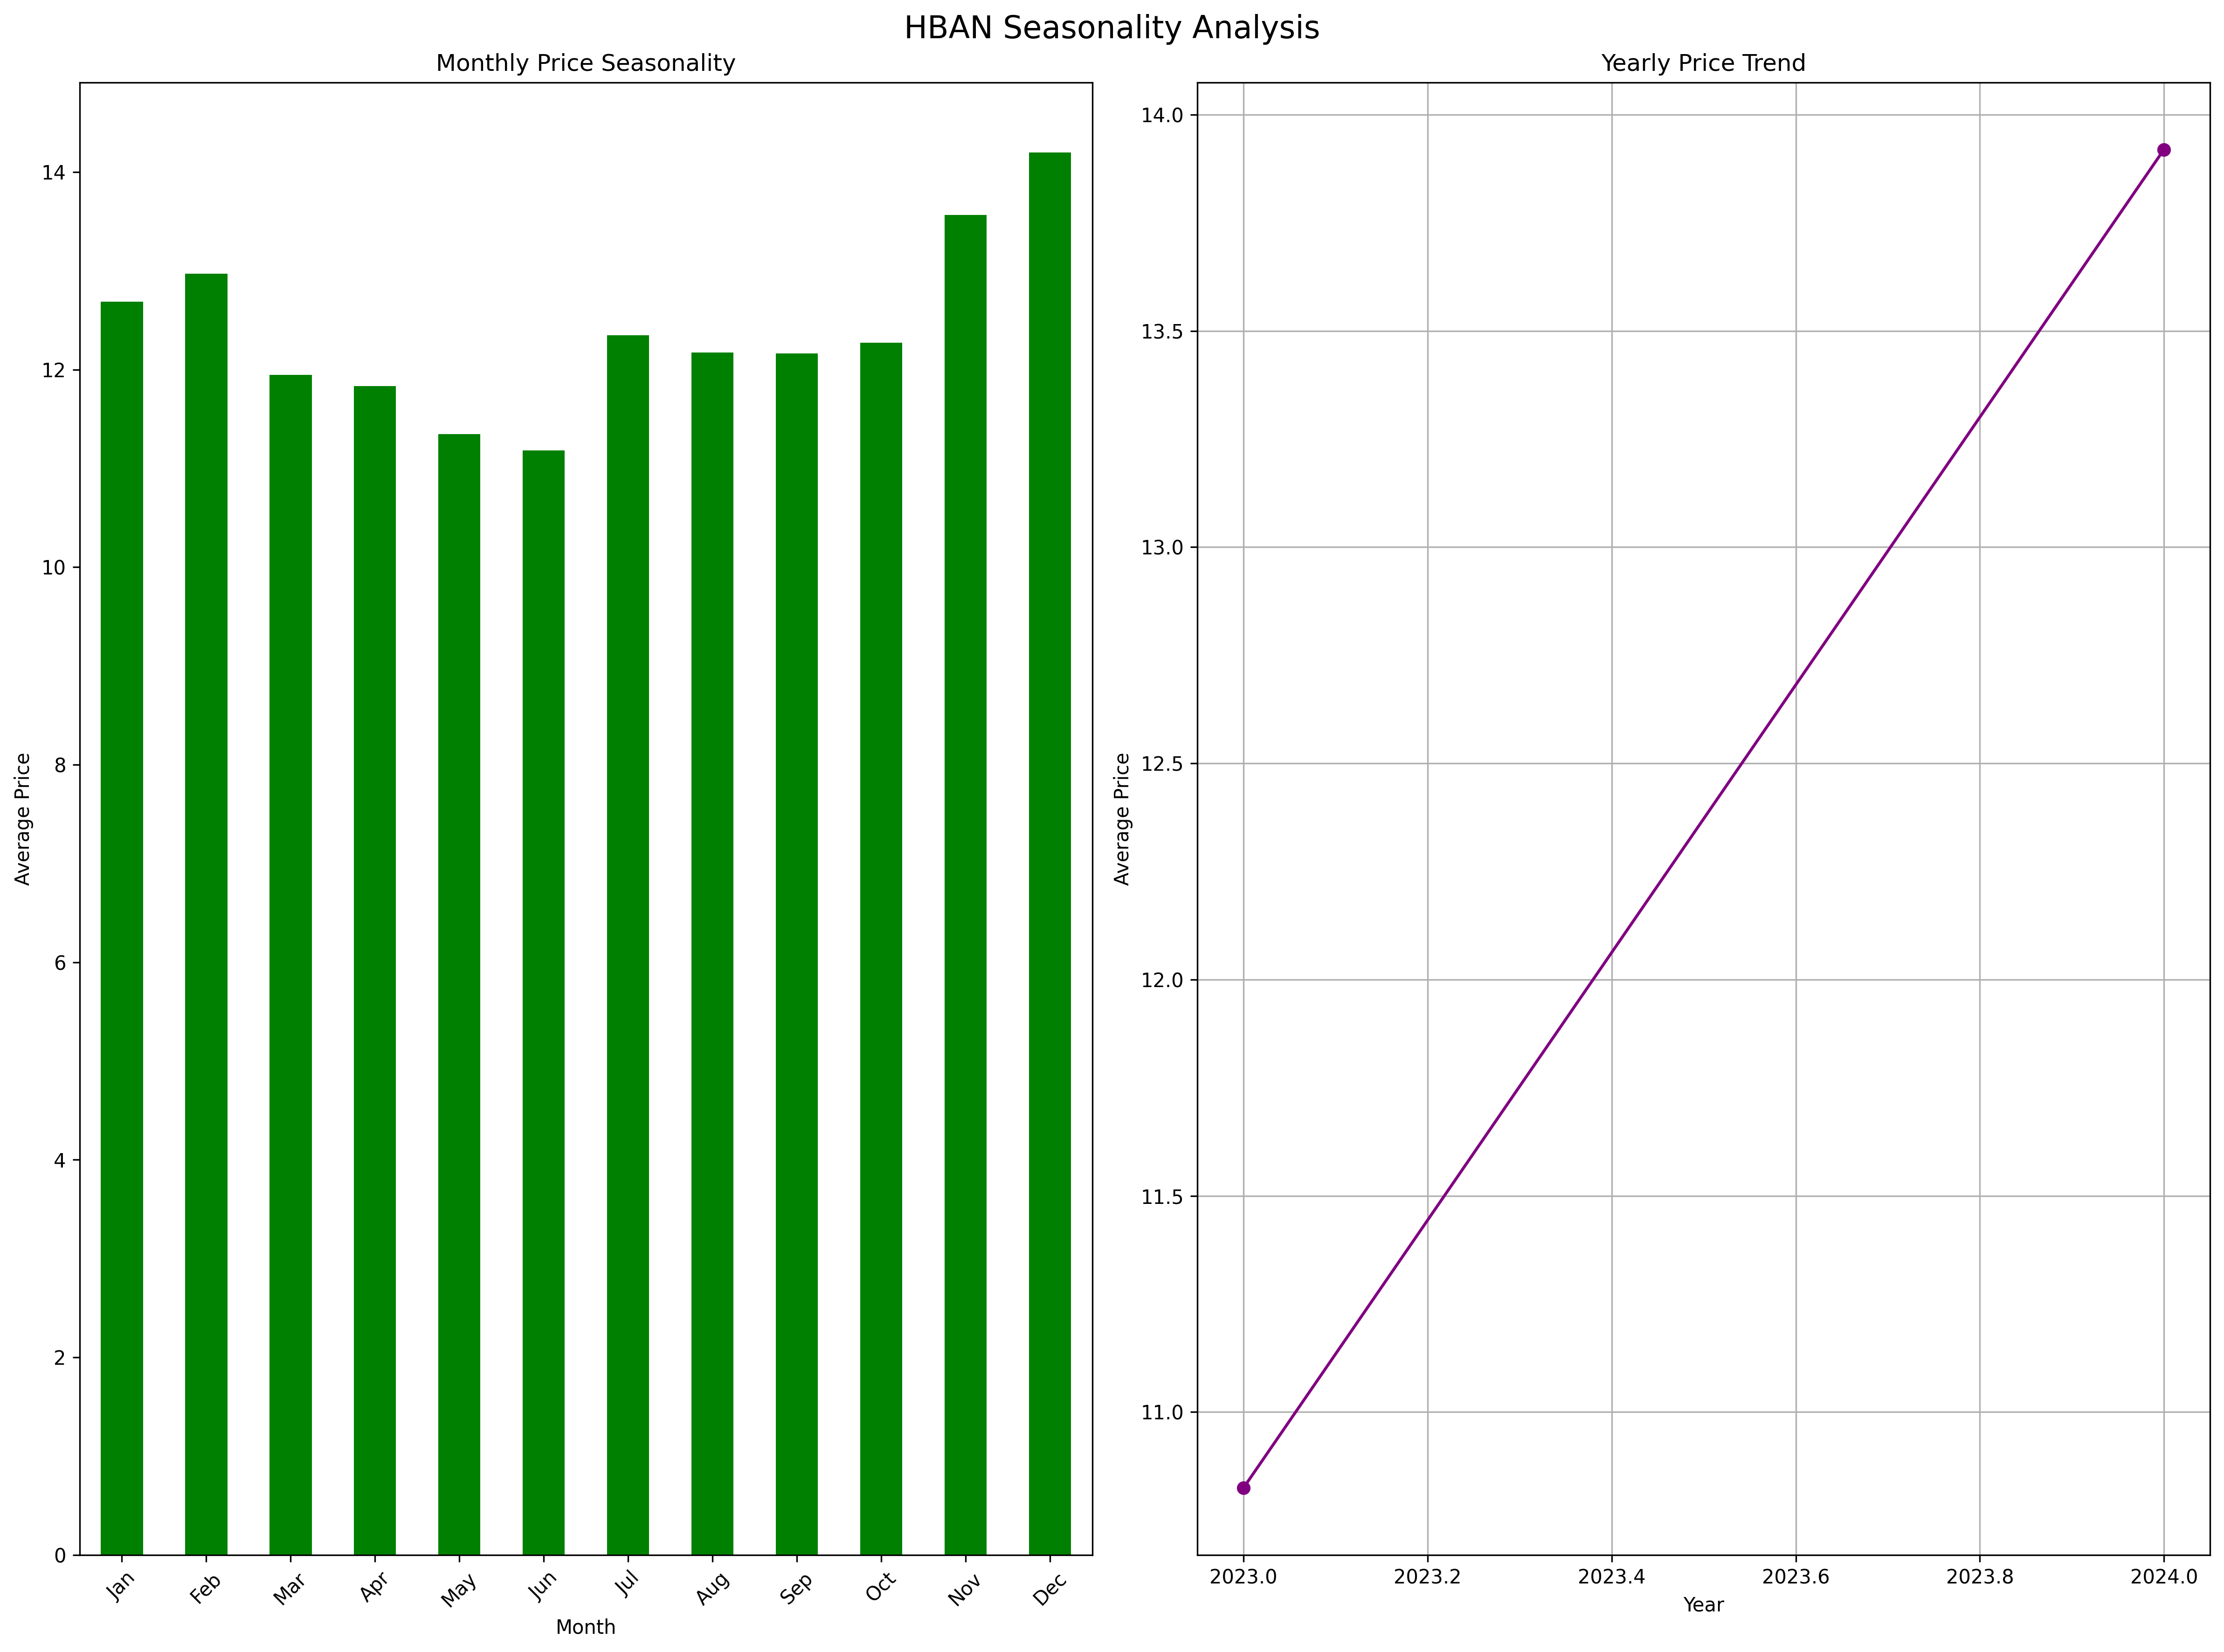 HBAN Seasonality Analysis
Monthly Price Seasonality
Average Price
14
12
10
8
6
4
2
0
Jan
Feb
Mar
Apr
May
Jun
Jul
Aug
Sep
Oct
Nov
Dec
Month
Yearly Price Trend
Average Price
14.0
13.5
13.0
12.5
12.0
11.5
11.0
2023.0
2023.2
2023.4
2023.6
2023.8
2024.0
Year